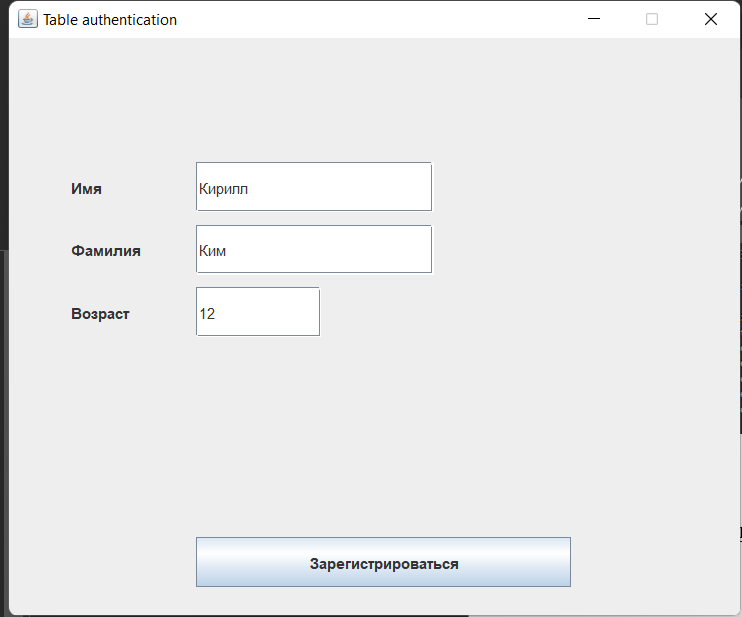 Table authentication
Имя
Кирилл
Фамилия
Ким
Возраст
12
Зарегистрироваться